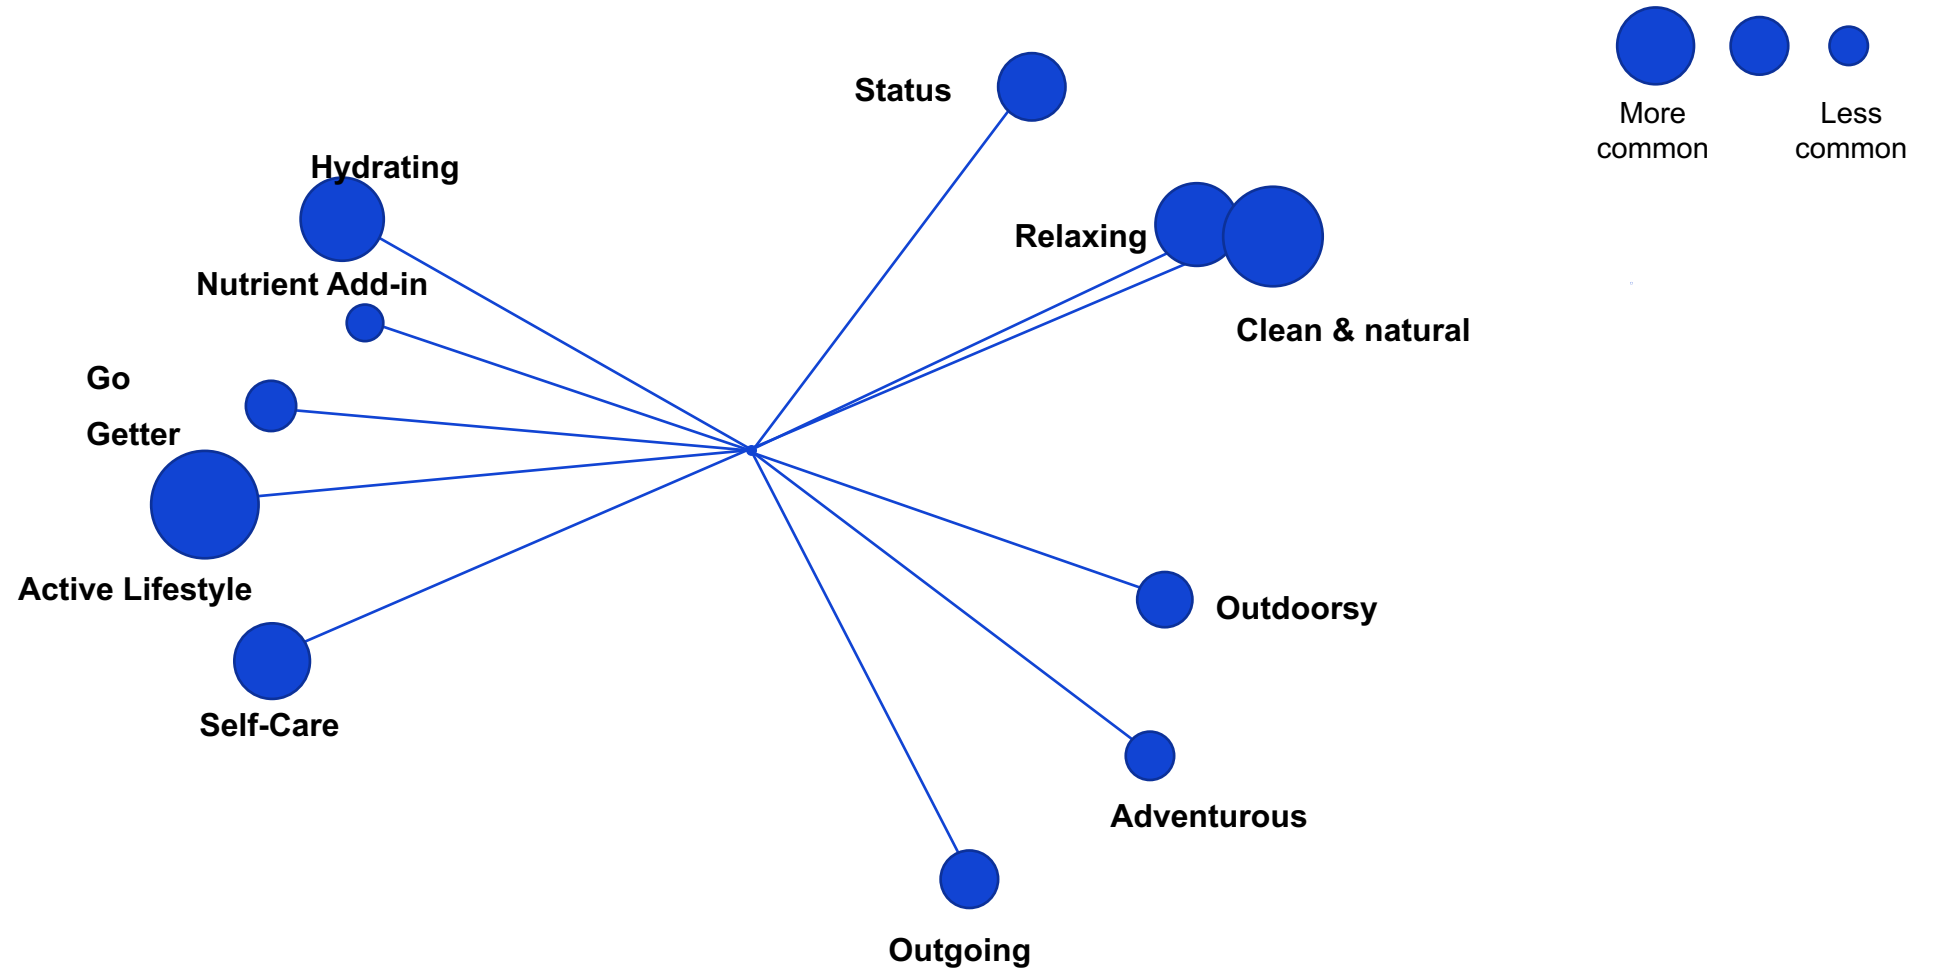 Status
More
common
Less
common
Hydrating
Relaxing
Nutrient Add-in
Clean & natural
Go
Getter
Active Lifestyle
Outdoorsy
Self-Care
Adventurous
Outgoing